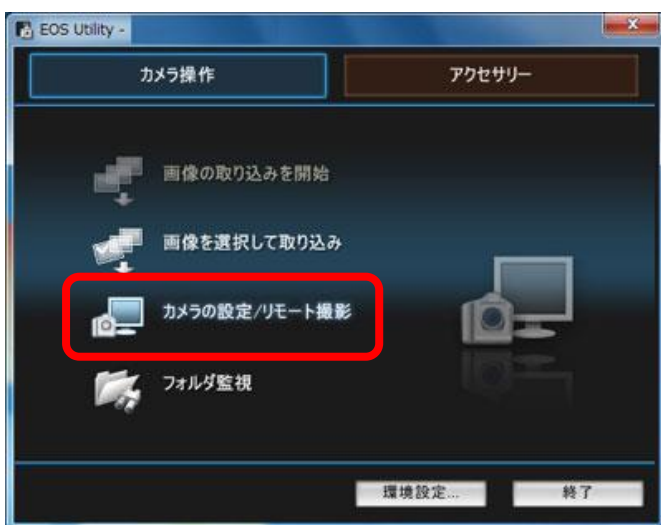 EOS Utility -
カメラ操作
アクセサリー
画像の取り込みを開始
画像を選択して取り込み
カメラの設定/リモート撮影
フォルダ監視
環境設定...
終了